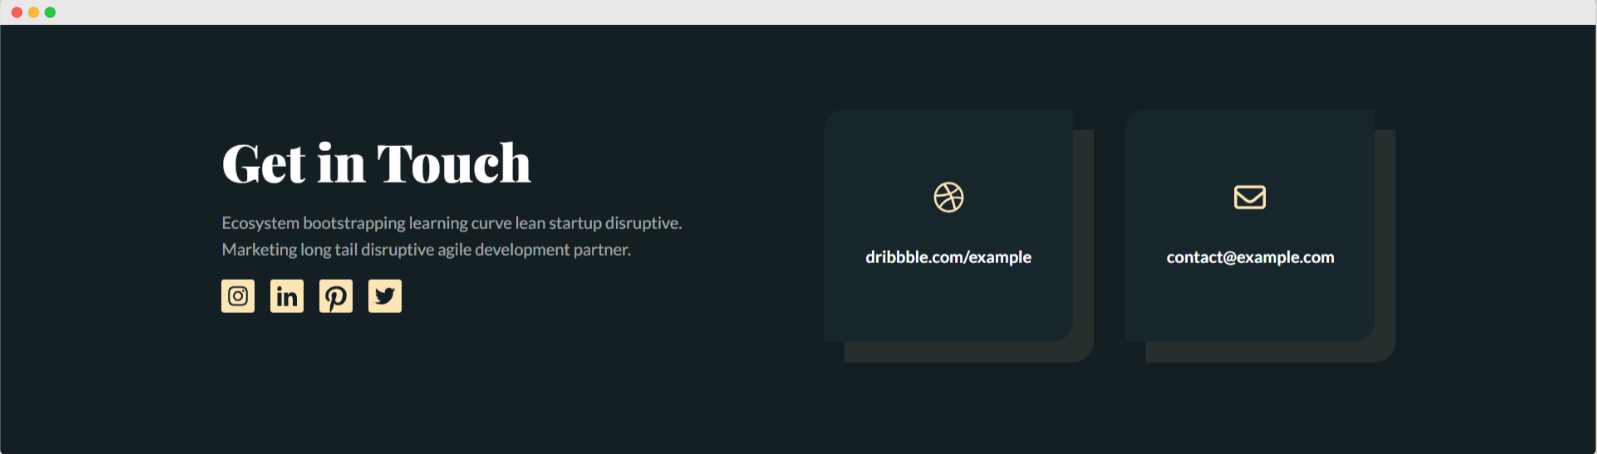 Get in Touch
Ecosystem bootstrapping learning curve lean startup disruptive.
Marketing long tail disruptive agile development partner.
dribbble.com/example
contact@example.com